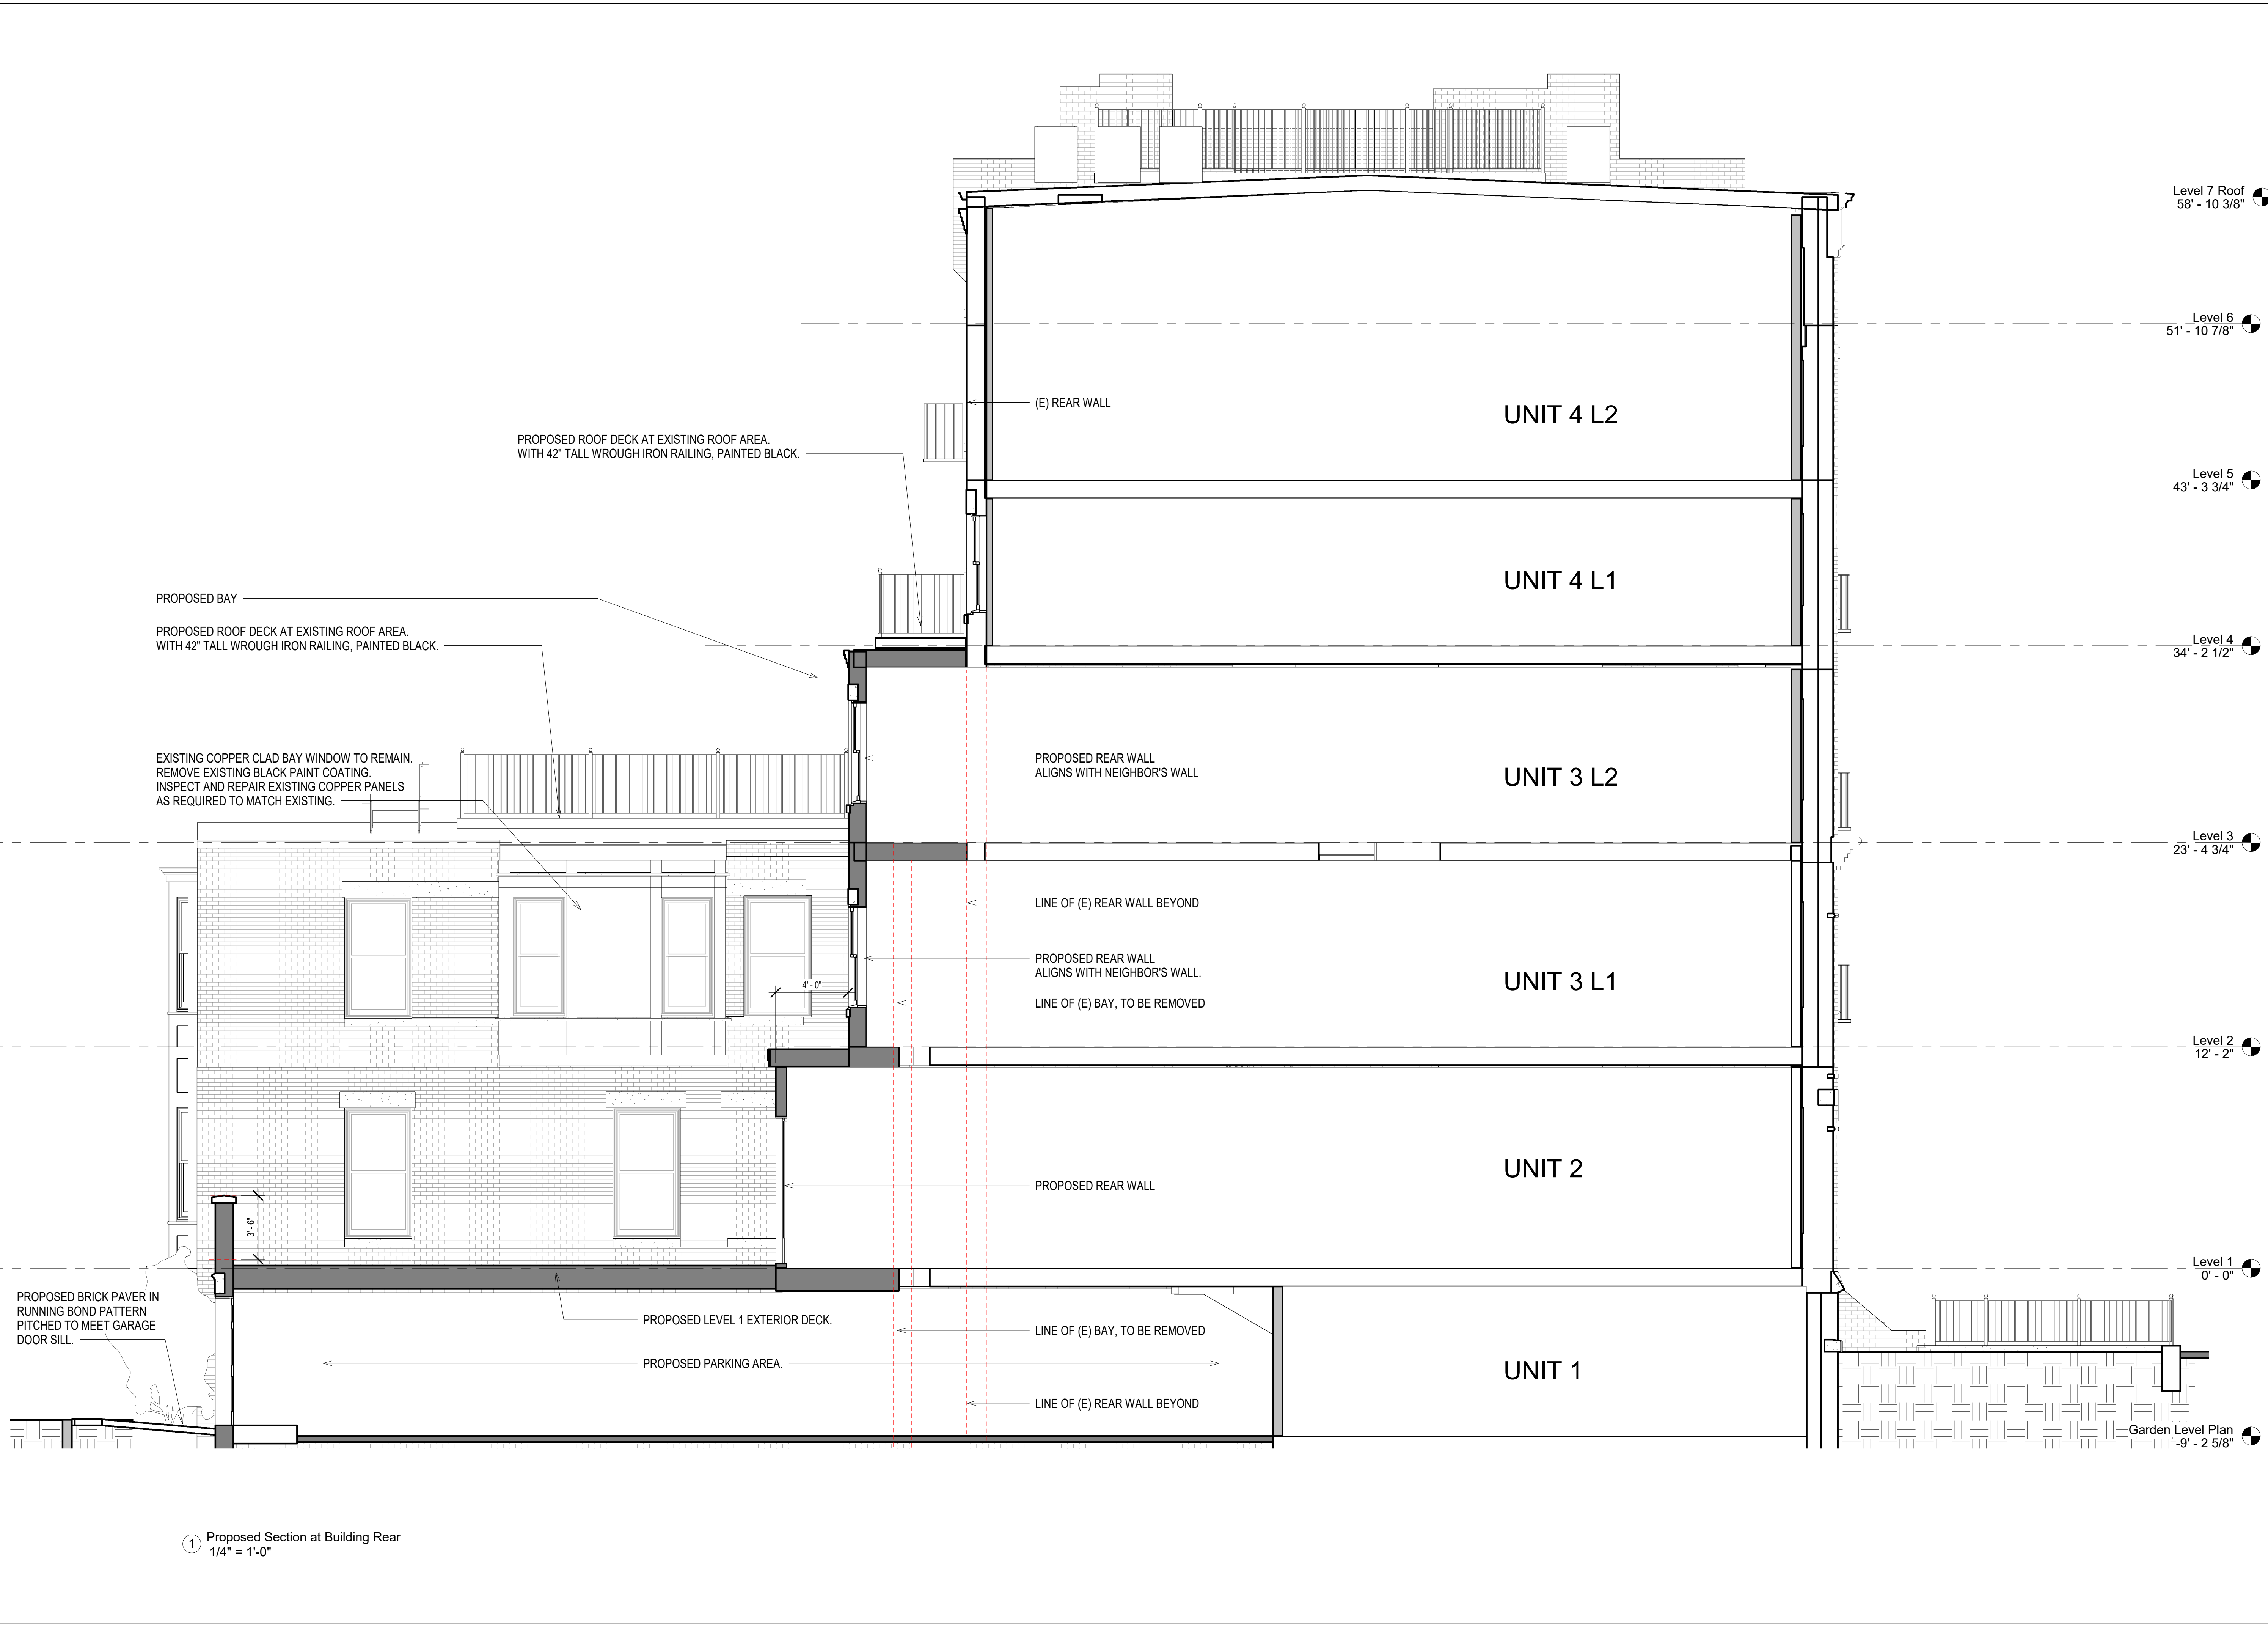 Level 7 Roof
58' - 10 3/8"
Level 6
51' - 10 7/8"
(E) REAR WALL
UNIT 4 L2
PROPOSED ROOF DECK AT EXISTING ROOF AREA.
WITH 42" TALL WROUGH IRON RAILING, PAINTED BLACK.
Level 5
43' - 3 3/4"
UNIT 4 L1
PROPOSED BAY
PROPOSED ROOF DECK AT EXISTING ROOF AREA.
WITH 42" TALL WROUGH IRON RAILING, PAINTED BLACK.
Level 4
34' - 2 1/2"
EXISTING COPPER CLAD BAY WINDOW TO REMAIN.
REMOVE EXISTING BLACK PAINT COATING.
INSPECT AND REPAIR EXISTING COPPER PANELS
AS REQUIRED TO MATCH EXISTING.
PROPOSED REAR WALL
ALIGNS WITH NEIGHBOR'S WALL
UNIT 3 L2
Level 3
23' - 4 3/4"
LINE OF (E) REAR WALL BEYOND
PROPOSED REAR WALL
ALIGNS WITH NEIGHBOR'S WALL.
UNIT 3 L1
4' - 0"
LINE OF (E) BAY, TO BE REMOVED
Level 2
12' - 2"
UNIT 2
PROPOSED REAR WALL
3' - 6"
Level 1
0' - 0"
PROPOSED BRICK PAVER IN
RUNNING BOND PATTERN
PITCHED TO MEET GARAGE
DOOR SILL.
PROPOSED LEVEL 1 EXTERIOR DECK.
LINE OF (E) BAY, TO BE REMOVED
PROPOSED PARKING AREA.
UNIT 1
LINE OF (E) REAR WALL BEYOND
Garden Level Plan
-9' - 2 5/8"
1
Proposed Section at Building Rear
1/4" = 1'-0"